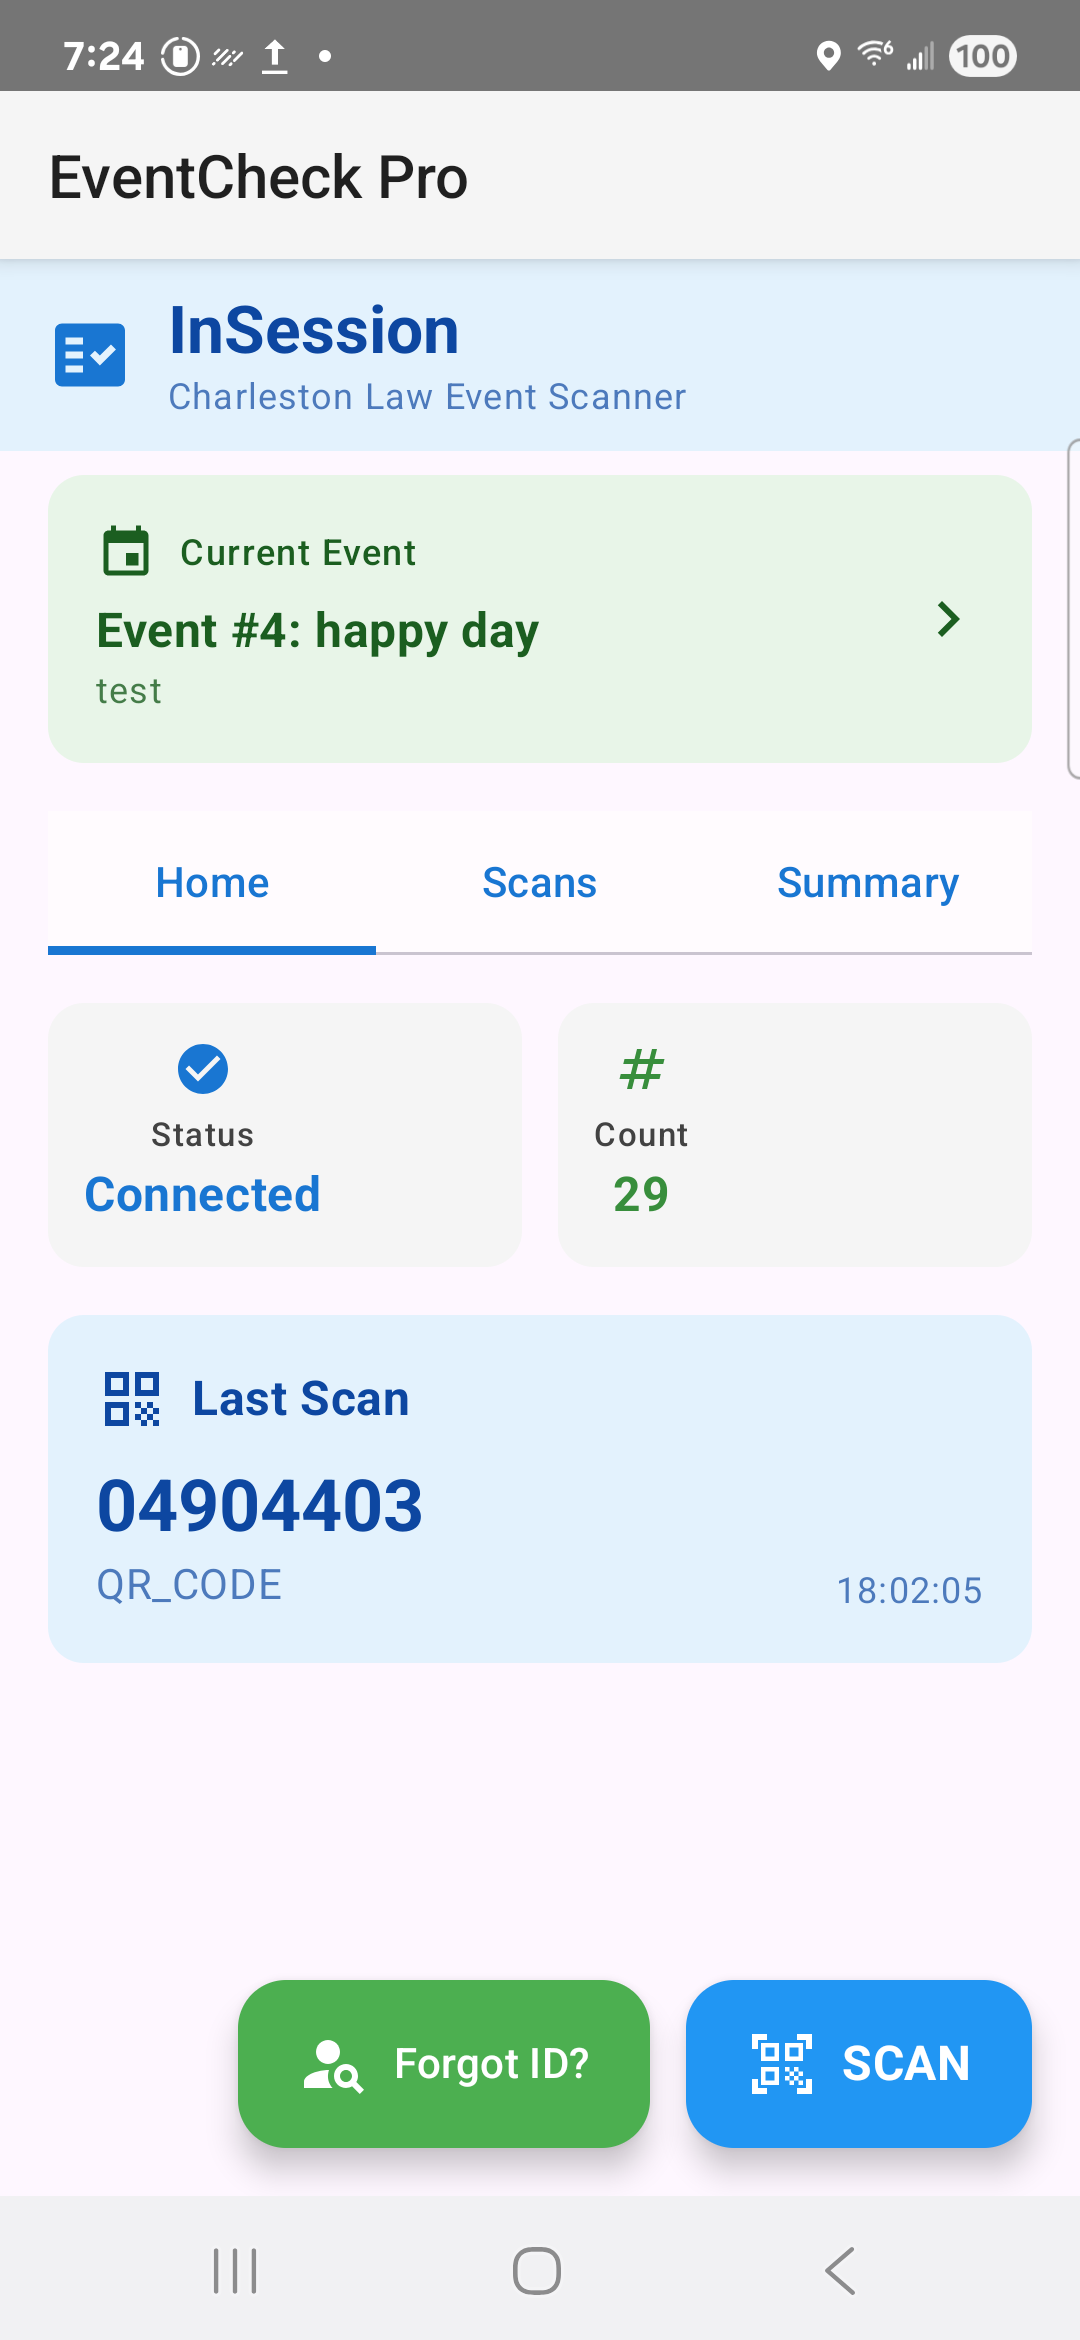 7:24
6
100
EventCheck Pro
InSession
Charleston Law Event Scanner
Current Event
Event #4: happy day
test
Home Scans Summary
Status
Connected
#
Count
29
Last Scan
04904403
QR_CODE
18:02:05
Forgot ID?
SCAN